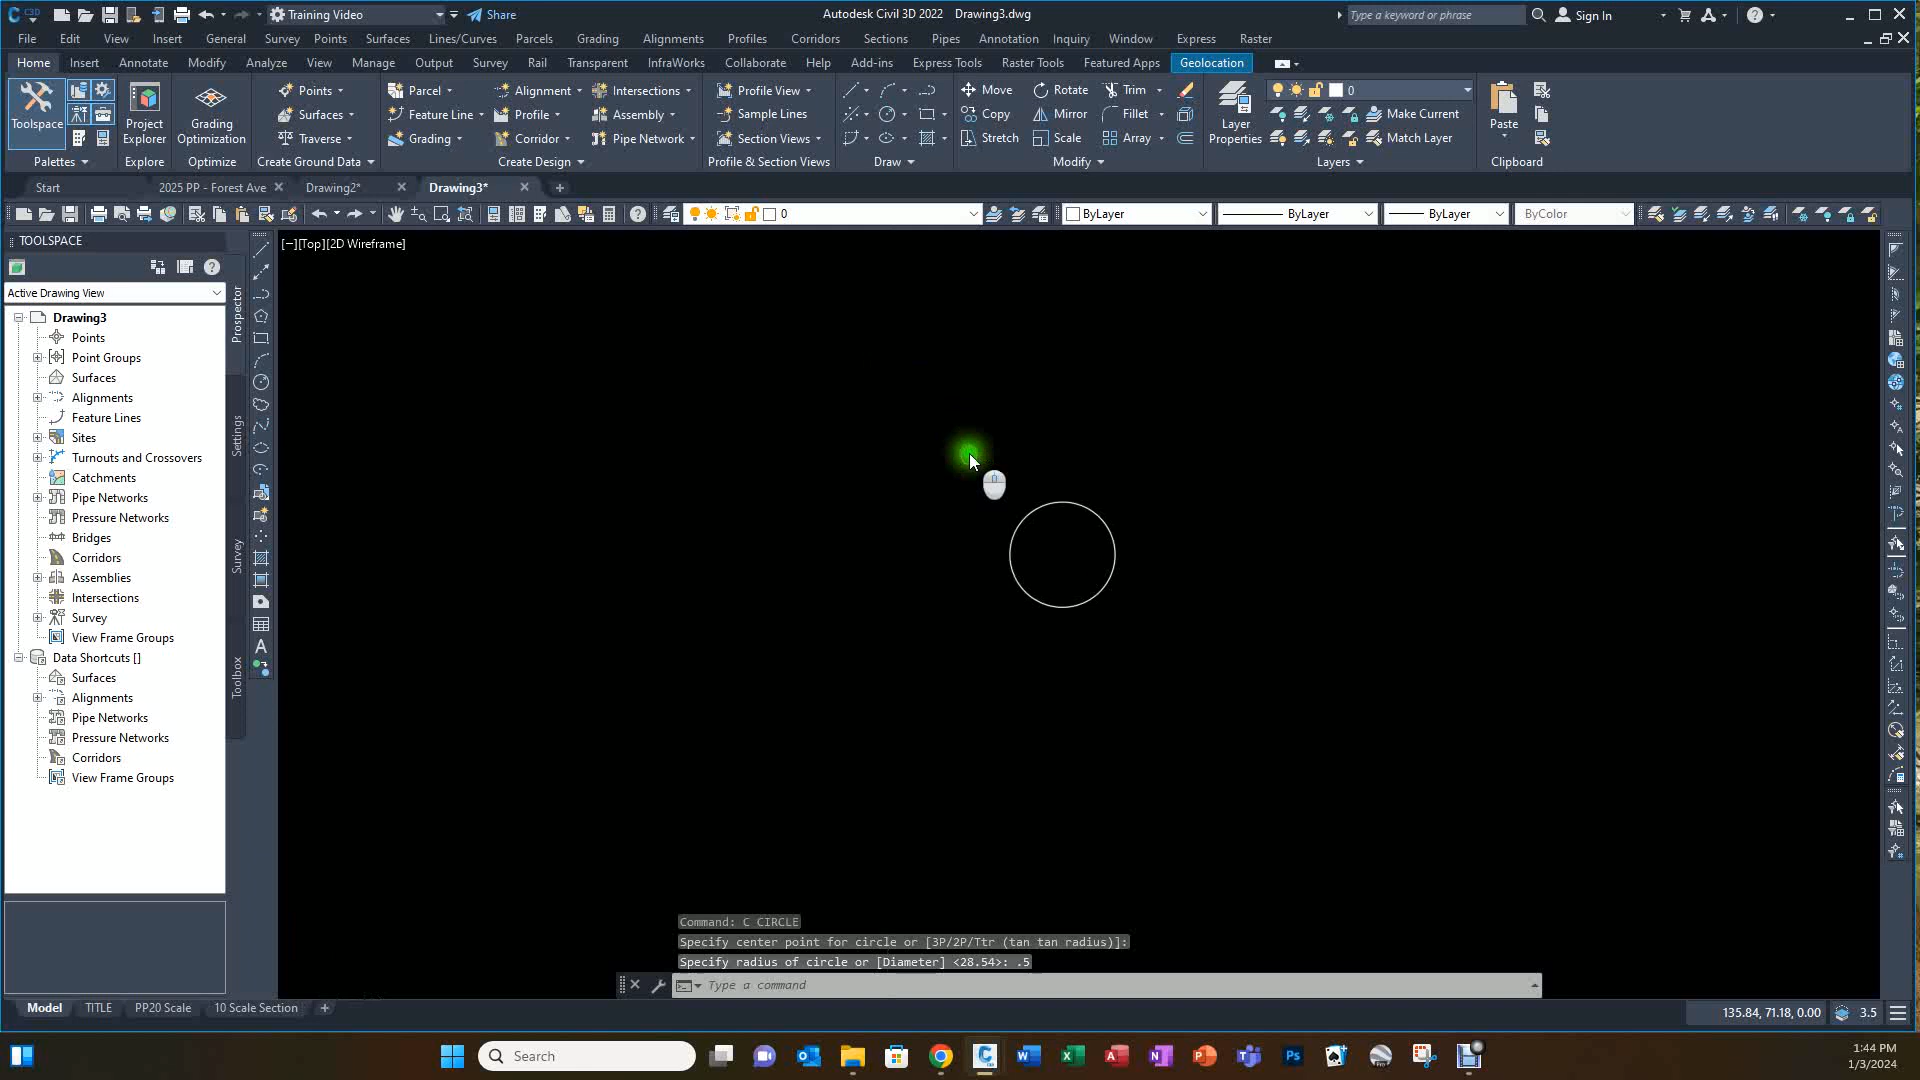 C3D Training Video Share Autodesk Civil 3D 2022 Drawing3.dwg Type a keyword or phrase Sign In
File Edit View Insert General Survey Points Surfaces Lines/Curves Parcels Grading Alignments Profiles Corridors Sections Pipes Annotation Inquiry Window Express Raster
Home Insert Annotate Modify Analyze View Manage Output Survey Rail Transparent InfraWorks Collaborate Help Add-ins Express Tools Raster Tools Featured Apps Geolocation
Points Parcel Alignment Intersections Profile View Move Rotate Trim 0
Toolspace Project Explorer Grading Optimization Surfaces Feature Line Profile Assembly Sample Lines Copy Mirror Fillet Layer Properties Make Current Paste
Traverse Grading Corridor Pipe Network Section Views Stretch Scale Array Match Layer
Palettes Explore Optimize Create Ground Data Create Design Profile & Section Views Draw Modify Layers Clipboard
Start 2025 PP - Forest Ave Drawing2* Drawing3*
0 ByLayer ByLayer ByLayer ByColor
TOOLSPACE
[−][Top][2D Wireframe]
Active Drawing View
Prospector
Settings
Survey
Toolbox
Drawing3
Points
Point Groups
Surfaces
Alignments
Feature Lines
Sites
Turnouts and Crossovers
Catchments
Pipe Networks
Pressure Networks
Bridges
Corridors
Assemblies
Intersections
Survey
View Frame Groups
Data Shortcuts []
Surfaces
Alignments
Pipe Networks
Pressure Networks
Corridors
View Frame Groups
Command: C CIRCLE
Specify center point for circle or [3P/2P/Ttr (tan tan radius)]:
Specify radius of circle or [Diameter] <28.54>: .5
Type a command
Model TITLE PP20 Scale 10 Scale Section 135.84, 71.18, 0.00 3.5
Search
1:44 PM
1/3/2024